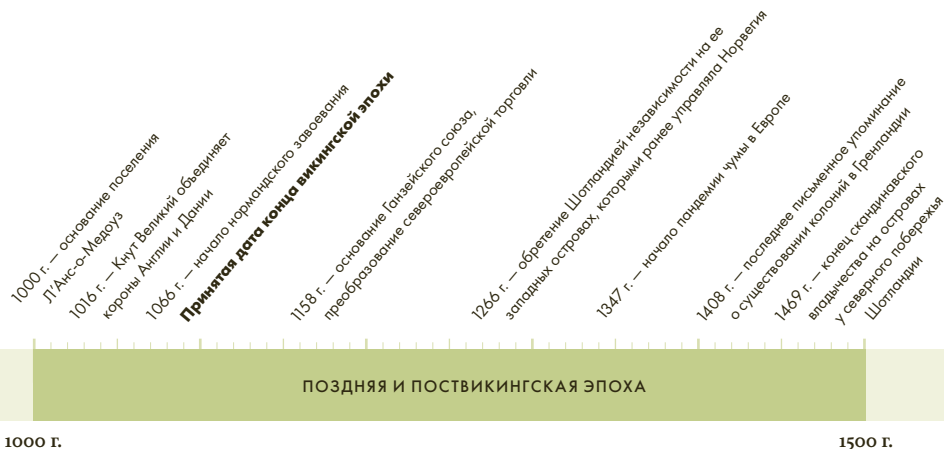 1000 г. — основание поселения
Л'Анс-о-Медоуз
1016 г. — Кнут Великий объединяет
короны Англии и Дании
1066 г. — начало нормандского завоевания
Принятая дата конца викингской эпохи
1158 г. — основание Ганзейского союза,
преобразование североевропейской торговли
1266 г. — обретение Шотландией независимости на ее
западных островах, которыми ранее управляла Норвегия
1347 г. — начало пандемии чумы в Европе
1408 г. — последнее письменное упоминание
о существовании колоний в Гренландии
1469 г. — конец скандинавского
владычества на островах
у северного побережья
Шотландии
ПОЗДНЯЯ И ПОСТВИКИНГСКАЯ ЭПОХА
1000 г.
1500 г.